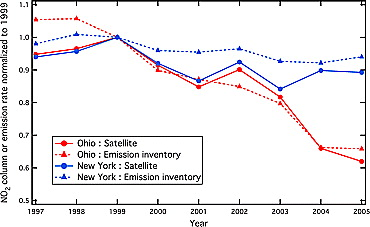 NO2 column or emission rate normalized to 1999
1.1
1.0
0.9
0.8
0.7
0.6
0.5
Ohio : Satellite
Ohio : Emission inventory
New York : Satellite
New York : Emission inventory
1997 1998 1999 2000 2001 2002 2003 2004 2005
Year